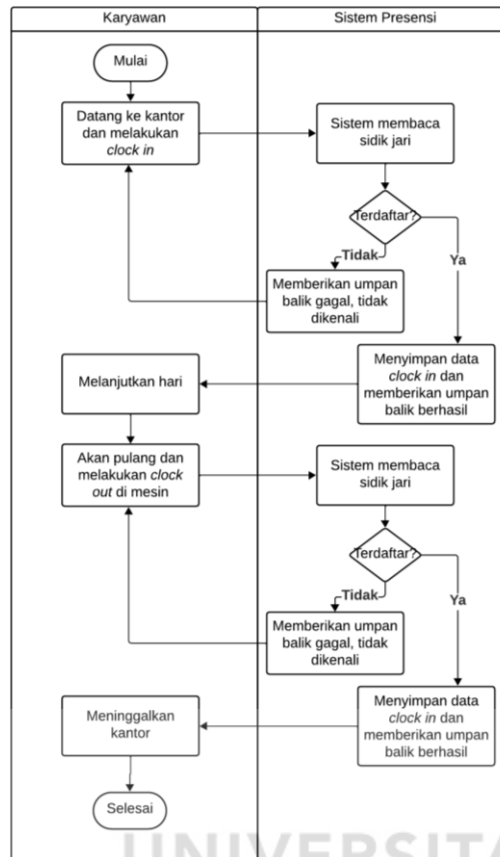 Karyawan
Sistem Presensi
Mulai
Datang ke kantor
dan melakukan
clock in
Sistem membaca
sidik jari
Terdaftar?
Tidak
Ya
Memberikan umpan
balik gagal, tidak
dikenali
Menyimpan data
clock in dan
memberikan umpan
balik berhasil
Melanjutkan hari
Akan pulang dan
melakukan clock
out di mesin
Sistem membaca
sidik jari
Terdaftar?
Tidak
Ya
Memberikan umpan
balik gagal, tidak
dikenali
Menyimpan data
clock in dan
memberikan umpan
balik berhasil
Meninggalkan
kantor
Selesai